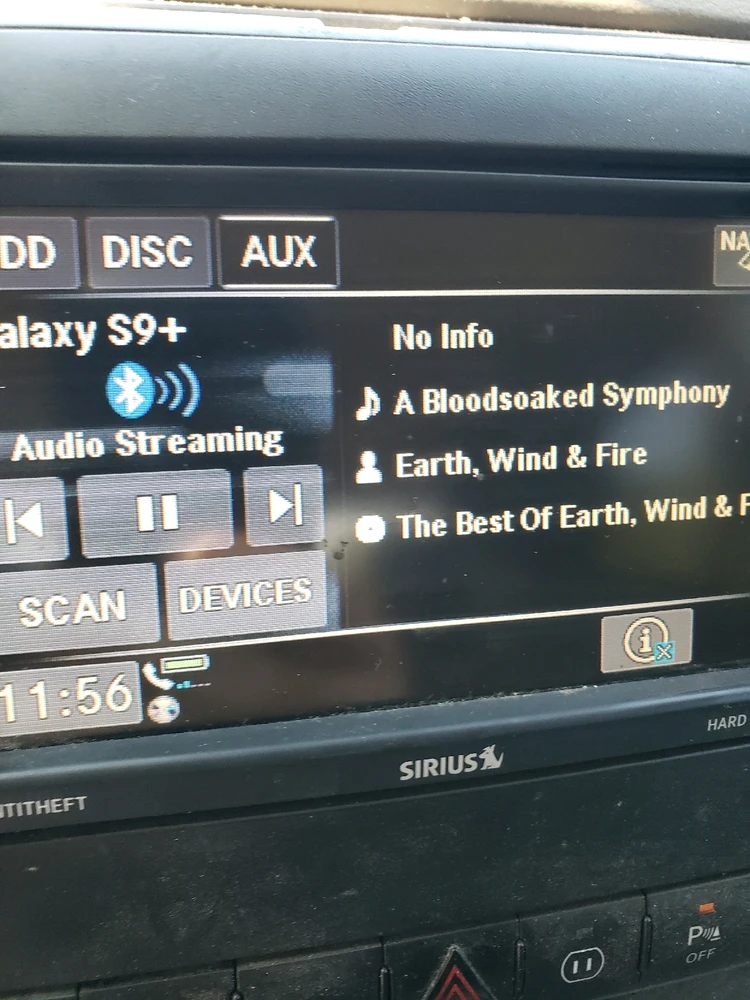 DD DISC AUX NA
alaxy S9+
No Info
A Bloodsoaked Symphony
Audio Streaming
Earth, Wind & Fire
The Best Of Earth, Wind & F
SCAN DEVICES
11:56
HARD
SIRIUS
NTITHEFT
P
OFF